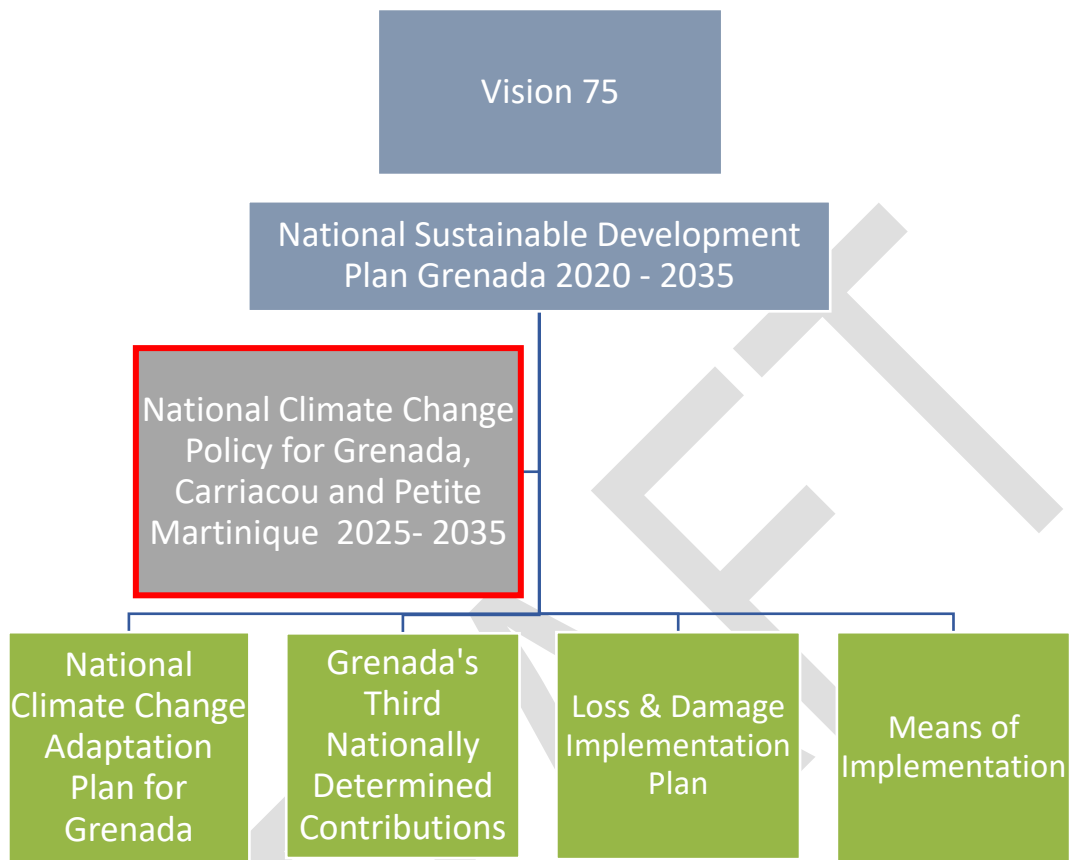 Vision 75
National Sustainable Development
Plan Grenada 2020 - 2035
National Climate Change
Policy for Grenada,
Carriacou and Petite
Martinique 2025- 2035
National
Climate Change
Adaptation
Plan for
Grenada
Grenada's
Third
Nationally
Determined
Contributions
Loss & Damage
Implementation
Plan
Means of
Implementation